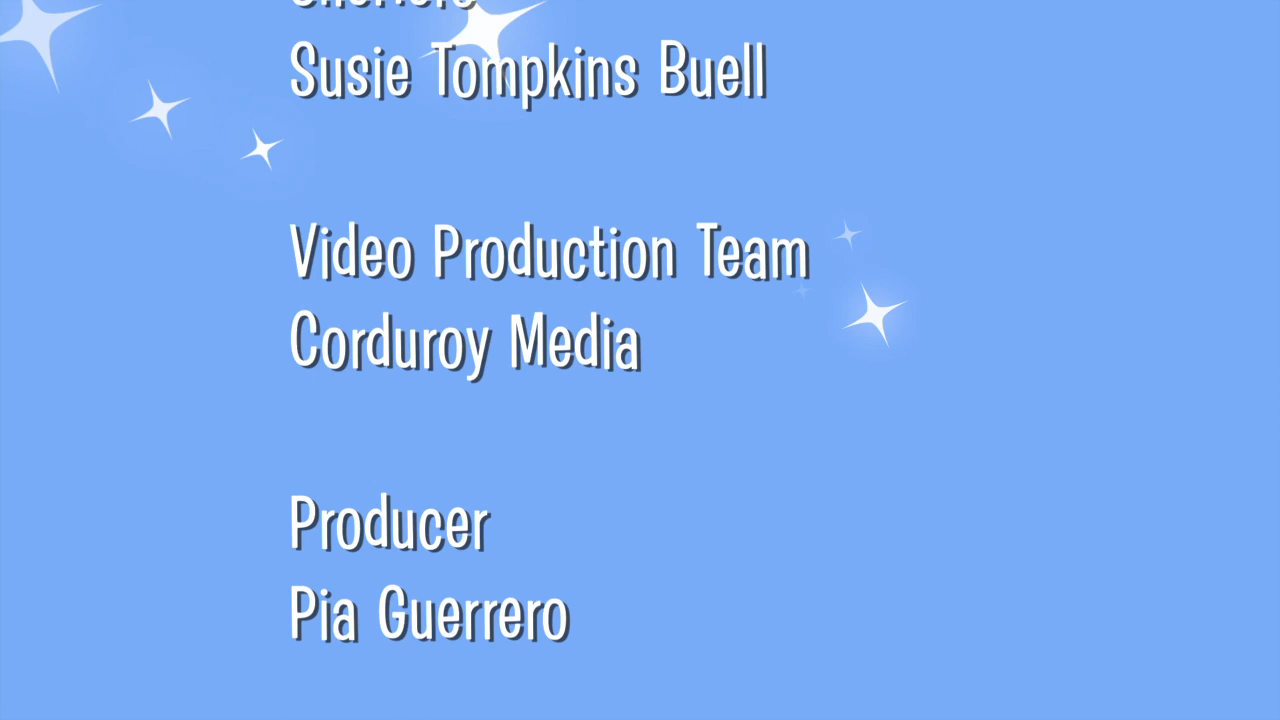 Susie Tompkins Buell
Video Production Team
Corduroy Media
Producer
Pia Guerrero